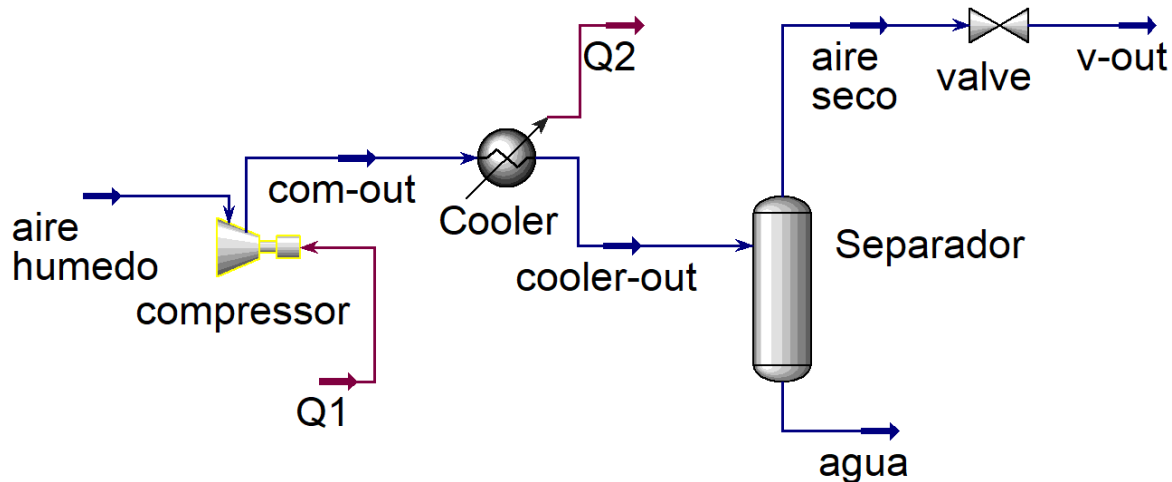 aire
humedo
compressor
Q1
com-out
Cooler
Q2
cooler-out
Separador
aire
seco
valve
v-out
agua